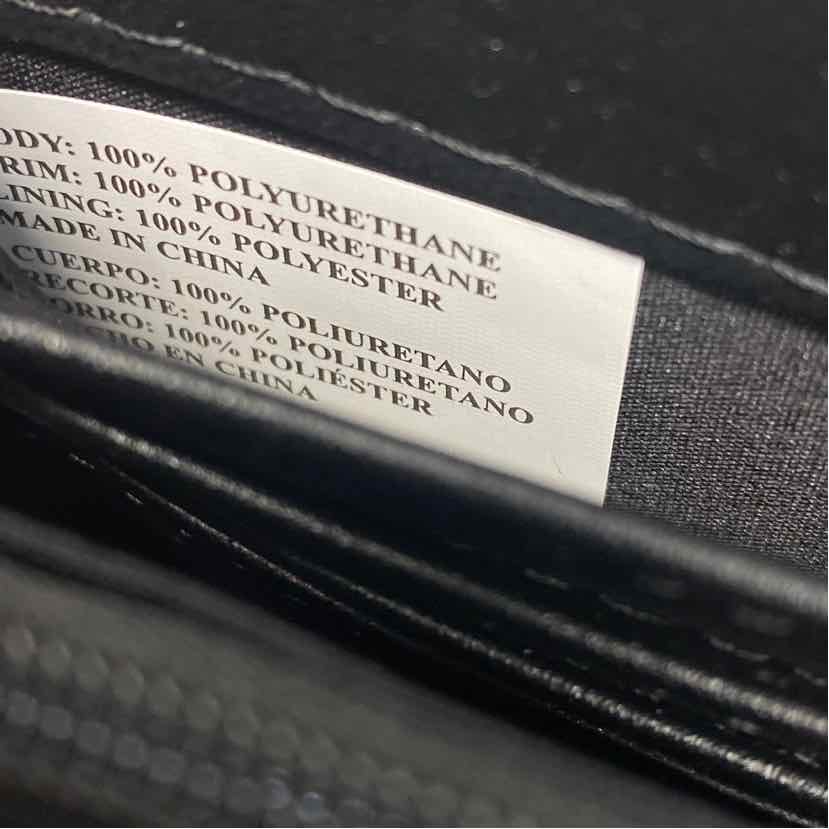 ODY: 100% POLYURETHANE
RIM: 100% POLYURETHANE
LINING: 100% POLYESTER
MADE IN CHINA
CUERPO: 100% POLIURETANO
RECORTE: 100% POLIURETANO
ORRO: 100% POLIÉSTER
CHO EN CHINA